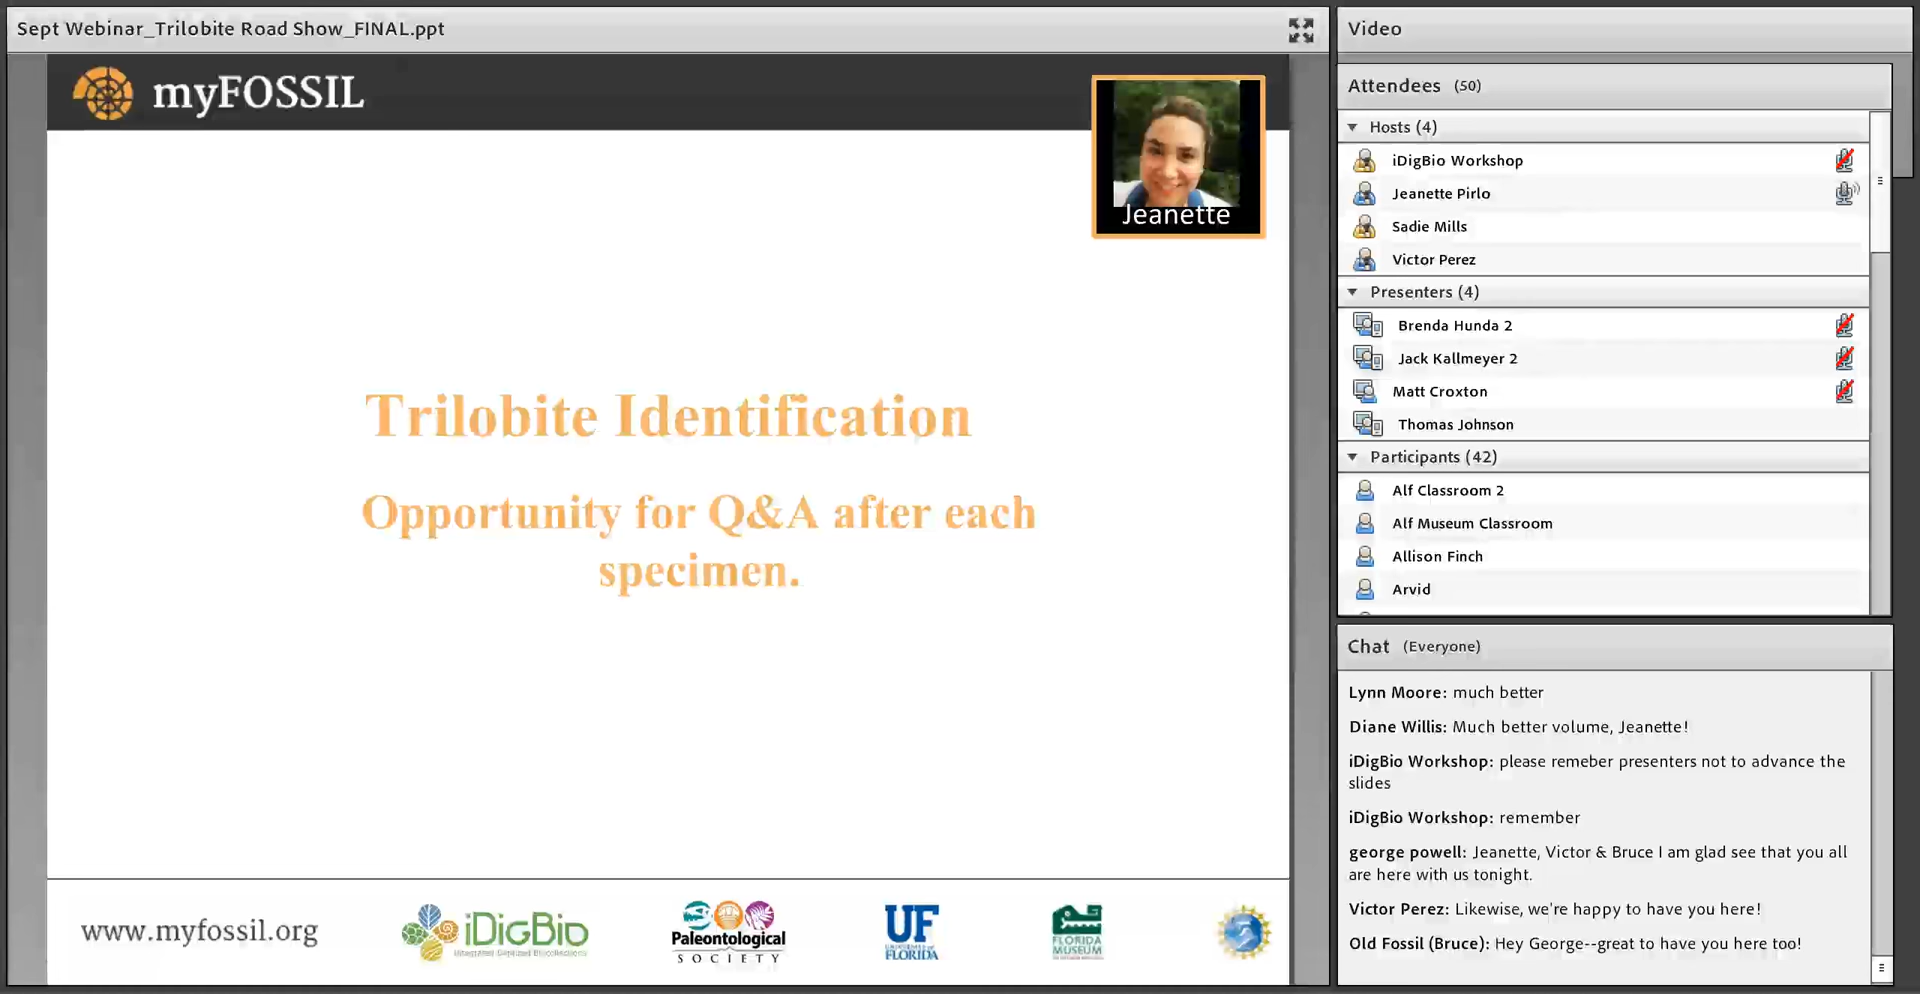 Sept Webinar_Trilobite Road Show_FINAL.ppt
myFOSSIL
Jeanette
Trilobite Identification
Opportunity for Q&A after each
specimen.
www.myfossil.org
iDigBio
Paleontological
SOCIETY
UF
UNIVERSITY of
FLORIDA
FLORIDA
MUSEUM
Video
Attendees (50)
Hosts (4)
iDigBio Workshop
Jeanette Pirlo
Sadie Mills
Victor Perez
Presenters (4)
Brenda Hunda 2
Jack Kallmeyer 2
Matt Croxton
Thomas Johnson
Participants (42)
Alf Classroom 2
Alf Museum Classroom
Allison Finch
Arvid
Chat (Everyone)
Lynn Moore: much better
Diane Willis: Much better volume, Jeanette!
iDigBio Workshop: please remeber presenters not to advance the
slides
iDigBio Workshop: remember
george powell: Jeanette, Victor & Bruce I am glad see that you all
are here with us tonight.
Victor Perez: Likewise, we're happy to have you here!
Old Fossil (Bruce): Hey George--great to have you here too!